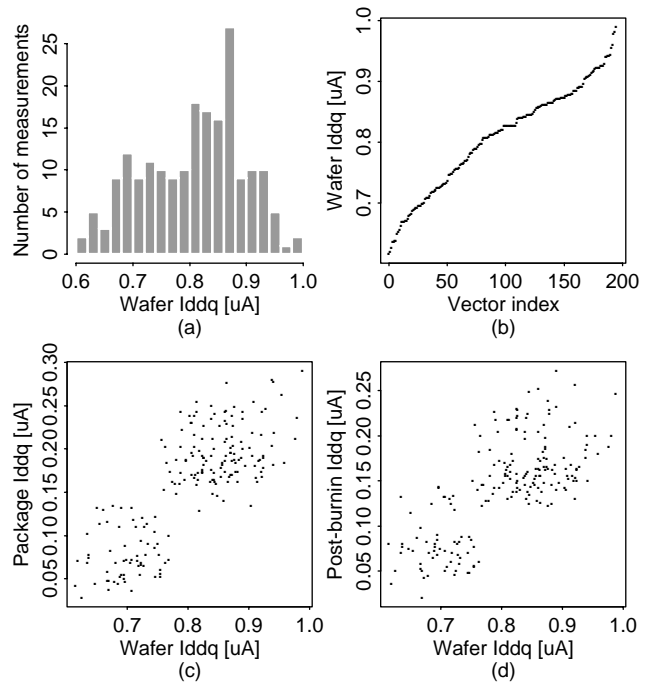 Number of measurements
25
20
15
10
5
0
0.6 0.7 0.8 0.9 1.0
Wafer Iddq [uA]
(a)
Wafer Iddq [uA]
1.0
0.9
0.8
0.7
0 50 100 150 200
Vector index
(b)
Package Iddq [uA]
0.30
0.25
0.20
0.15
0.10
0.05
0.7 0.8 0.9 1.0
Wafer Iddq [uA]
(c)
Post-burnin Iddq [uA]
0.25
0.20
0.15
0.10
0.05
0.7 0.8 0.9 1.0
Wafer Iddq [uA]
(d)